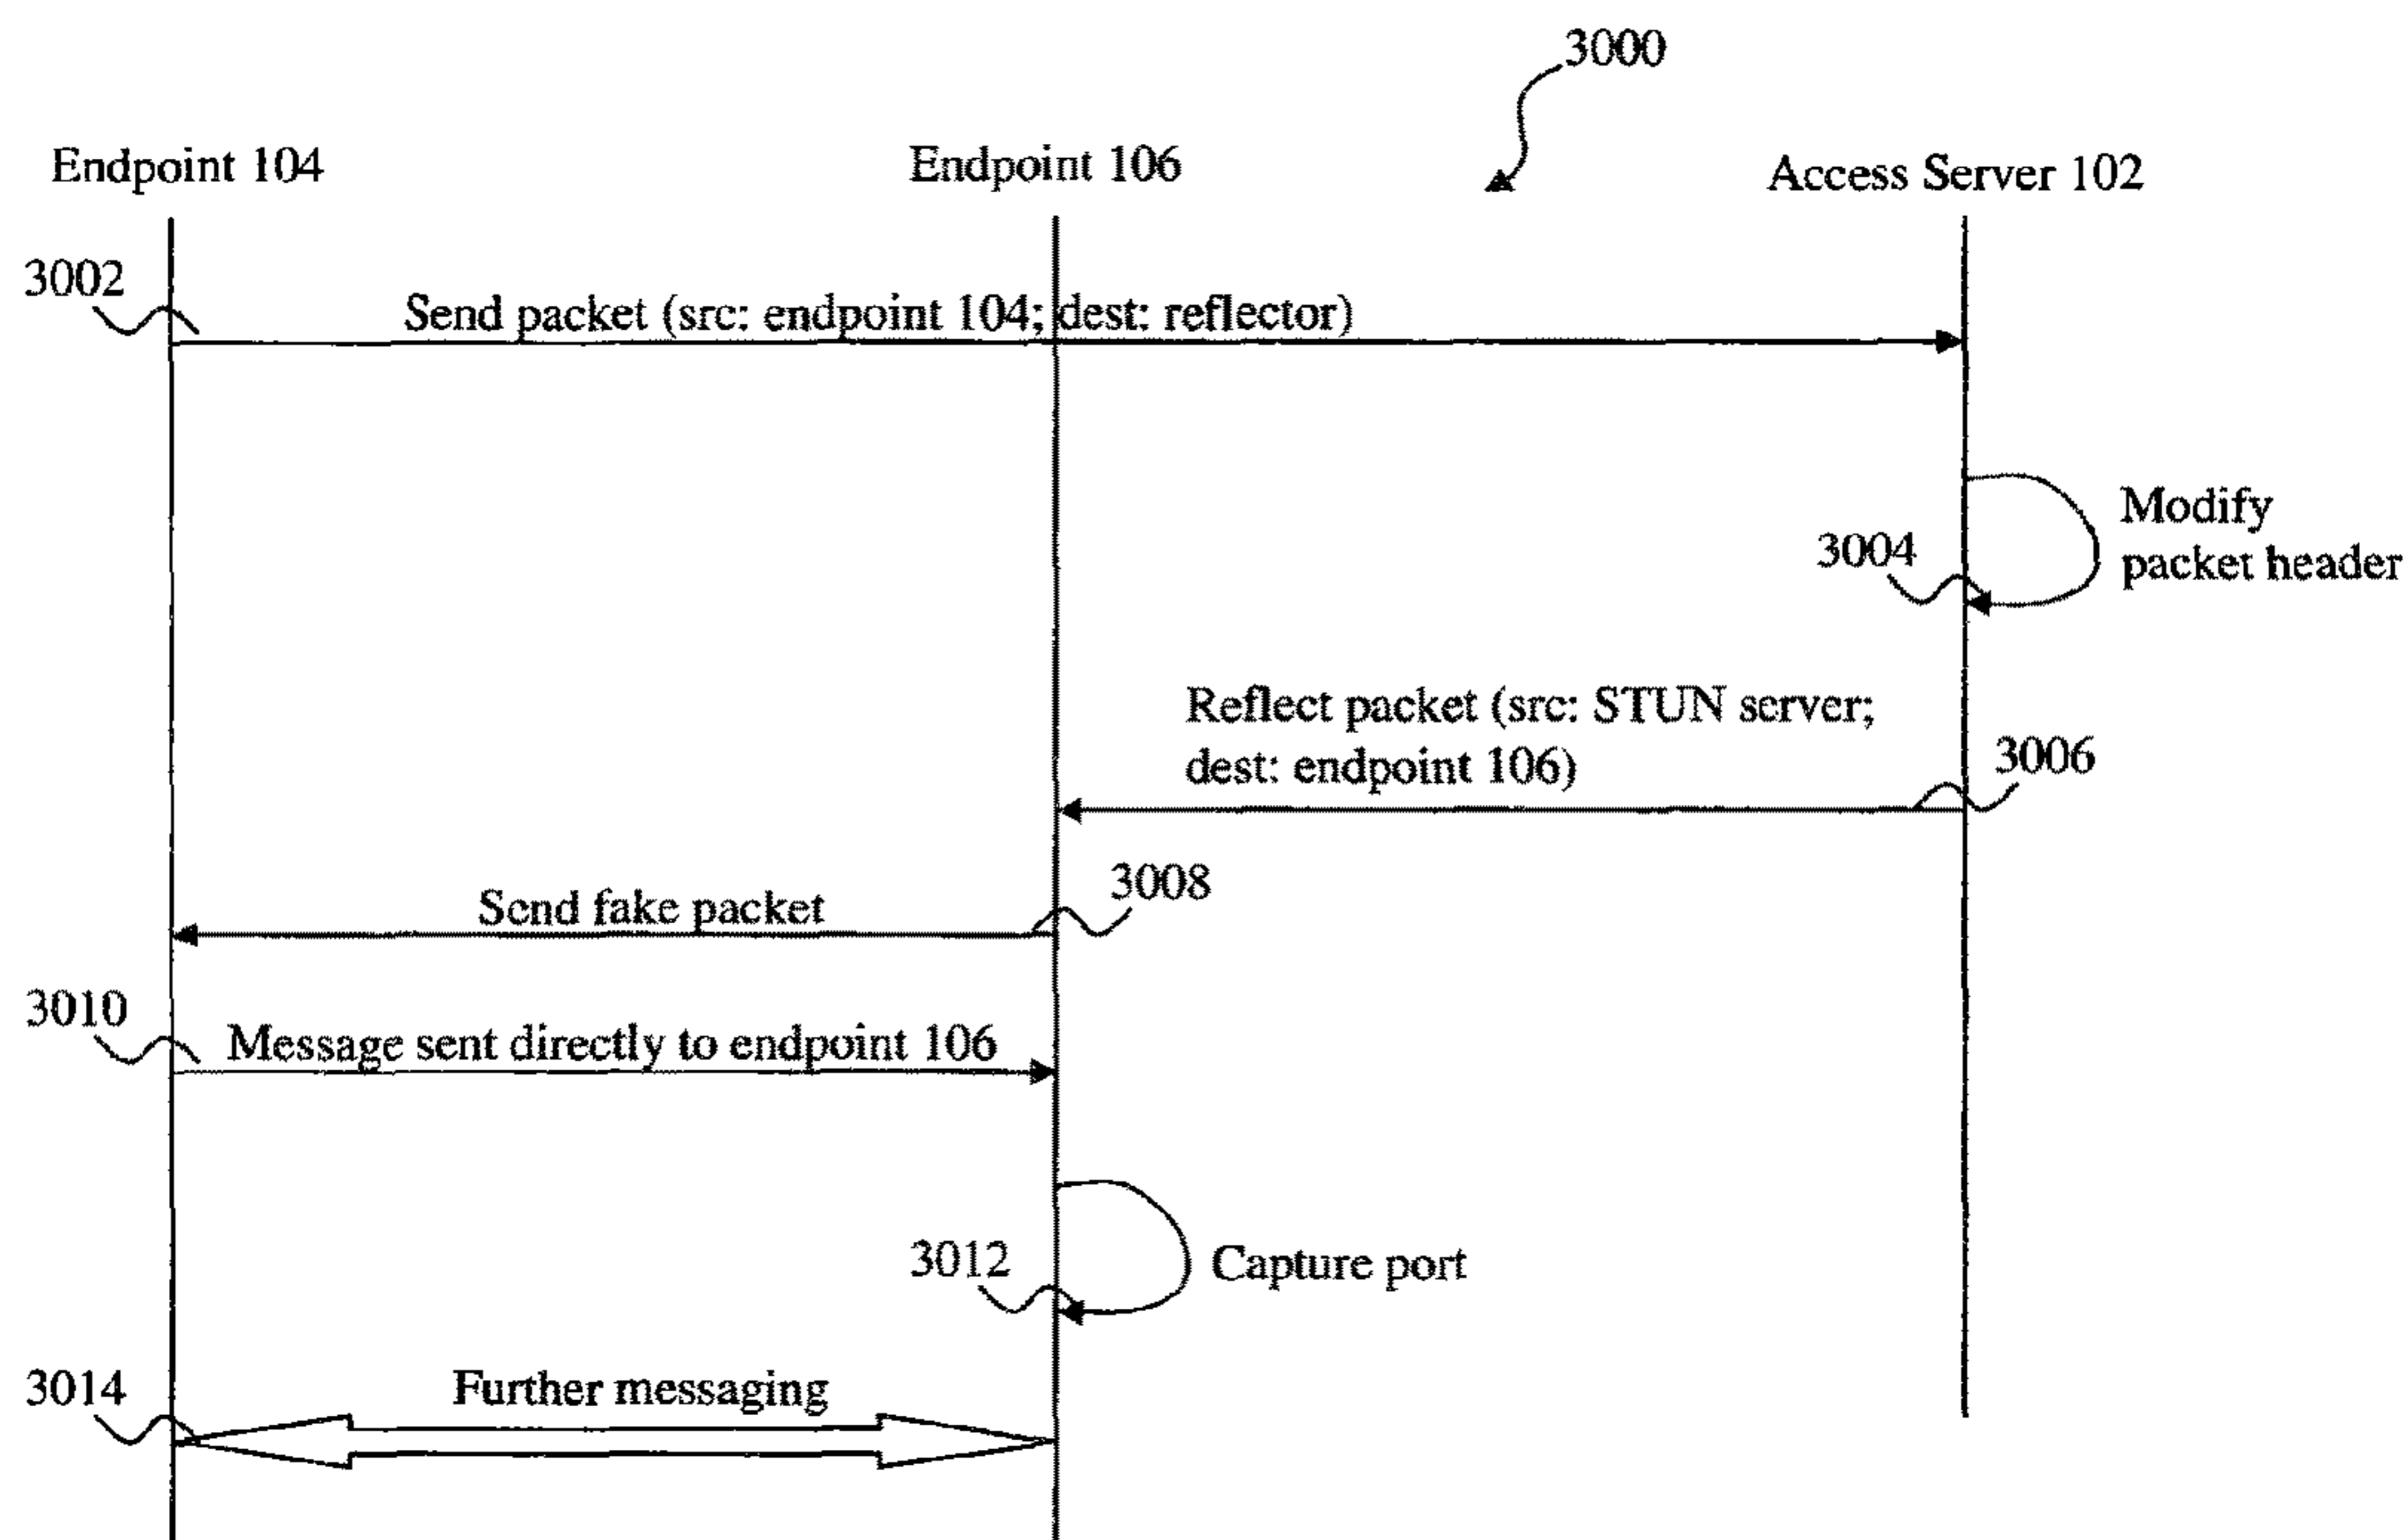 3000
Endpoint 104
Endpoint 106
Access Server 102
3002
Send packet (src: endpoint 104; dest: reflector)
Modify
packet header
3004
Reflect packet (src: STUN server;
dest: endpoint 106)
3006
3008
Send fake packet
3010
Message sent directly to endpoint 106
3012
Capture port
3014
Further messaging